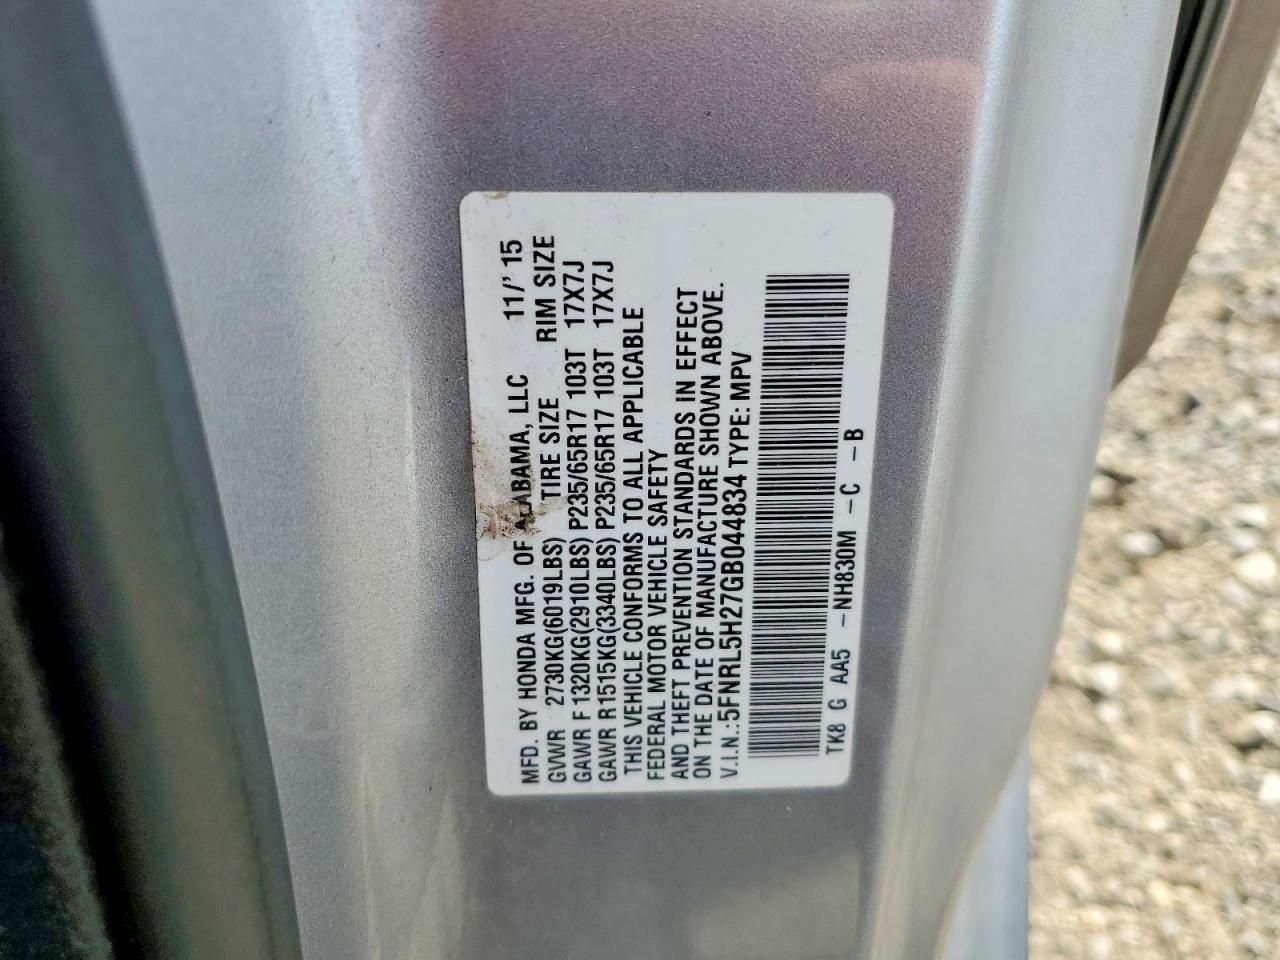 MFD. BY HONDA MFG. OF ALABAMA, LLC 11/' 15
GVWR 2730KG(6019LBS) TIRE SIZE RIM SIZE
GAWR F 1320KG(2910LBS) P235/65R17 103T 17X7J
GAWR R1515KG(3340LBS) P235/65R17 103T 17X7J
THIS VEHICLE CONFORMS TO ALL APPLICABLE
FEDERAL MOTOR VEHICLE SAFETY
AND THEFT PREVENTION STANDARDS IN EFFECT
ON THE DATE OF MANUFACTURE SHOWN ABOVE.
V.I.N.:5FNRL5H27GB044834 TYPE: MPV
TK8 G AA5 -NH830M -C -B